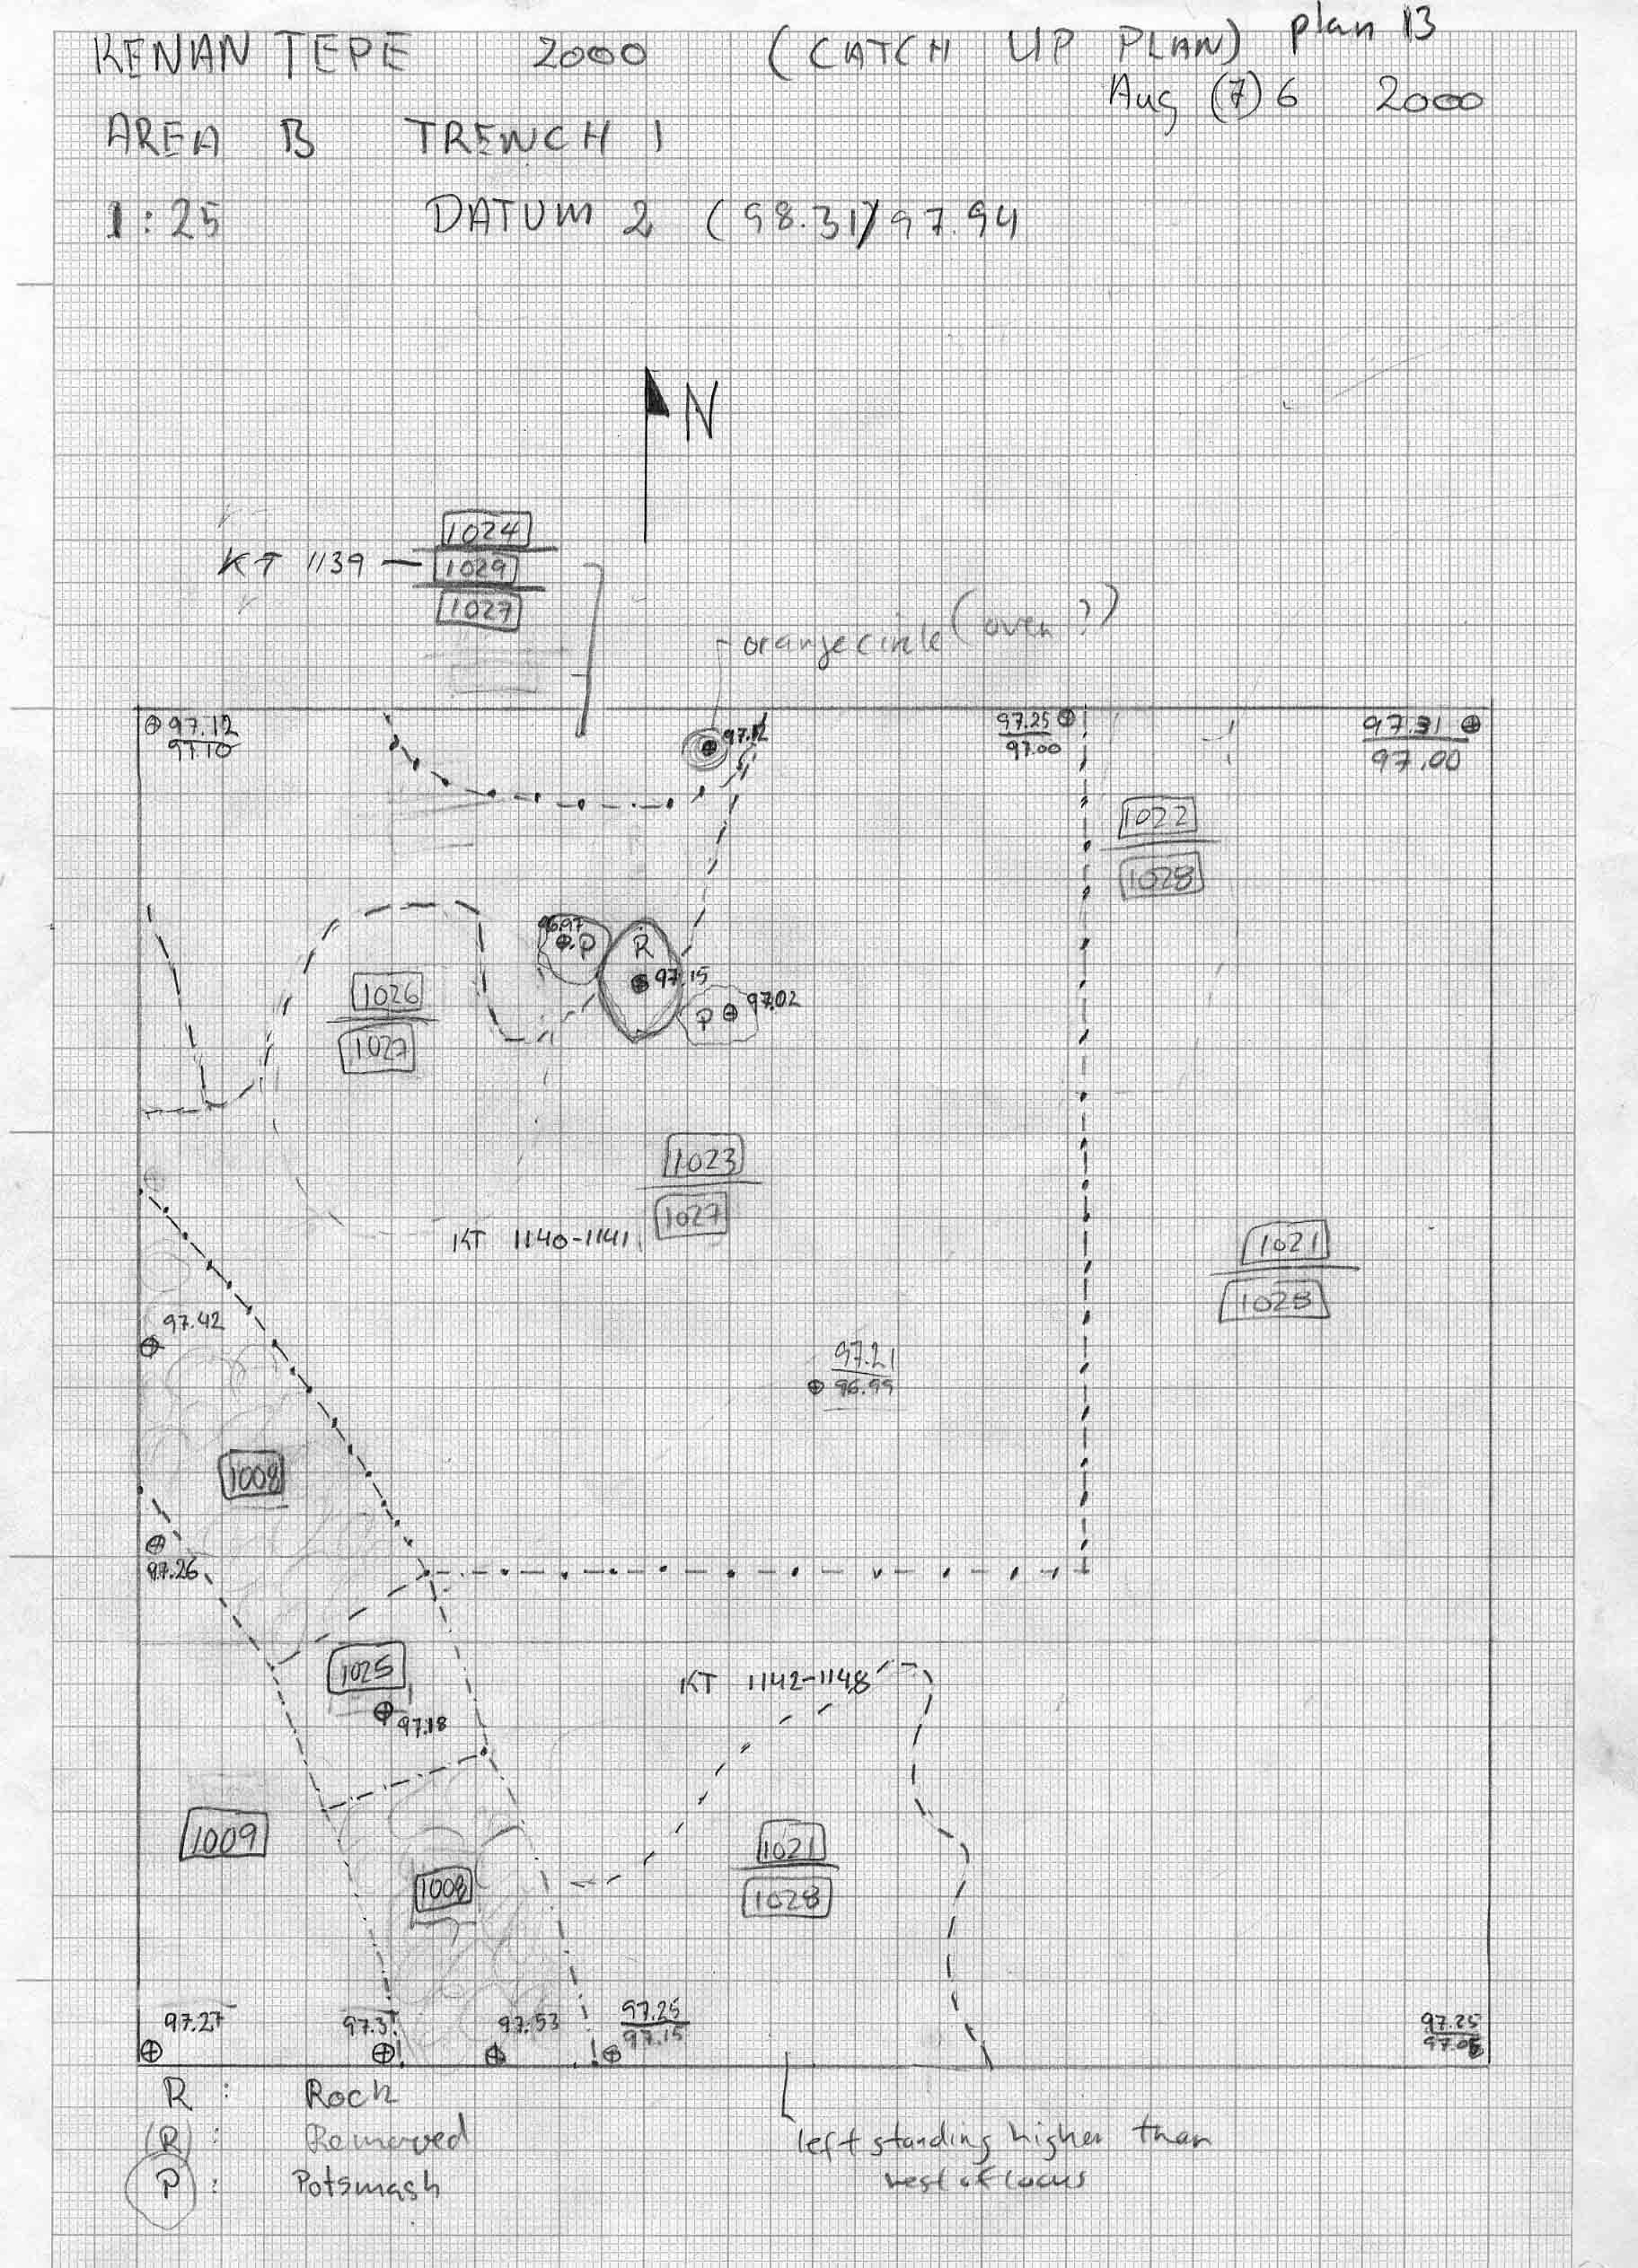 KENAN TEPE 2000 (CATCH UP PLAN) plan 13
Aug (7) 6 2000
AREA B TRENCH 1
1:25 DATUM 2 (98.31) 97.94
N
1024
KT 1139 — 1029
1027
orange circle (oven ?)
97.12
97.10
97.12
97.25
97.00
97.31
97.00
1022
1028
96.97
P
R
97.15
P
97.02
1026
1027
1023
1027
KT 1140-1141
1021
1028
97.42
97.21
96.99
1008
97.26
1025
97.18
KT 1142-1148
1009
1021
1028
1008
97.27
97.31
97.53
97.25
97.15
97.25
R : Rock
(R) : Removed
P : Potsmash
left standing higher than
rest of locus